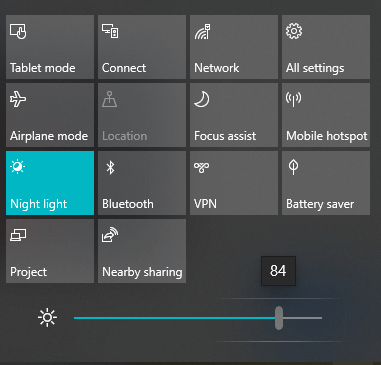 Tablet mode
Connect
Network
All settings
Airplane mode
Location
Focus assist
Mobile hotspot
Night light
Bluetooth
VPN
Battery saver
Project
Nearby sharing
84